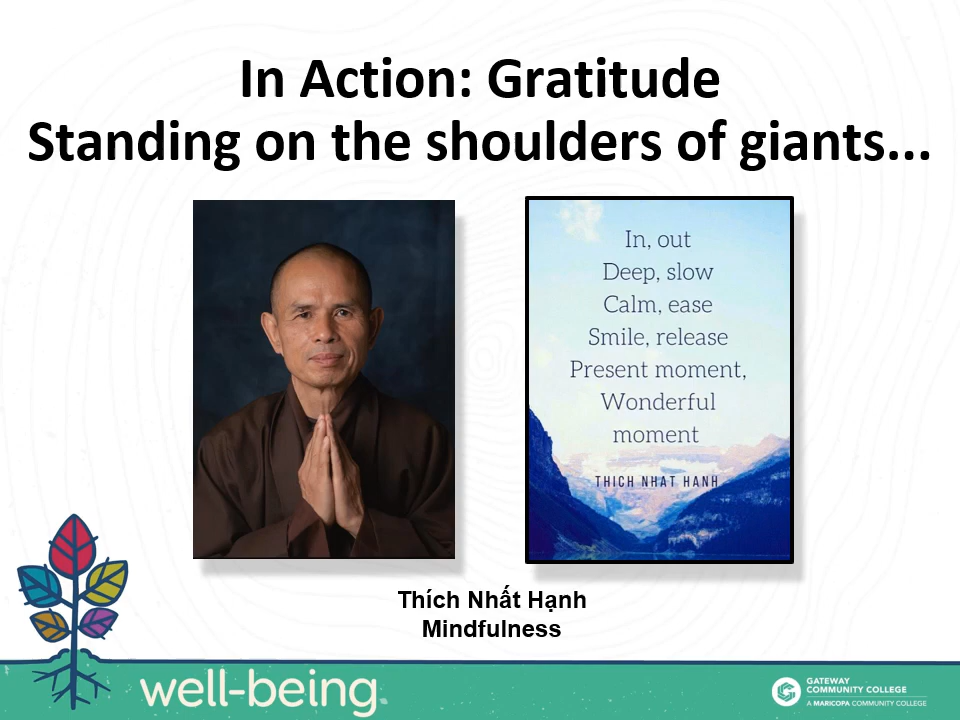 In Action: Gratitude
Standing on the shoulders of giants...
In, out
Deep, slow
Calm, ease
Smile, release
Present moment,
Wonderful
moment
THICH NHAT HANH
Thích Nhất Hạnh
Mindfulness
well-being
GATEWAY
COMMUNITY COLLEGE
A MARICOPA COMMUNITY COLLEGE